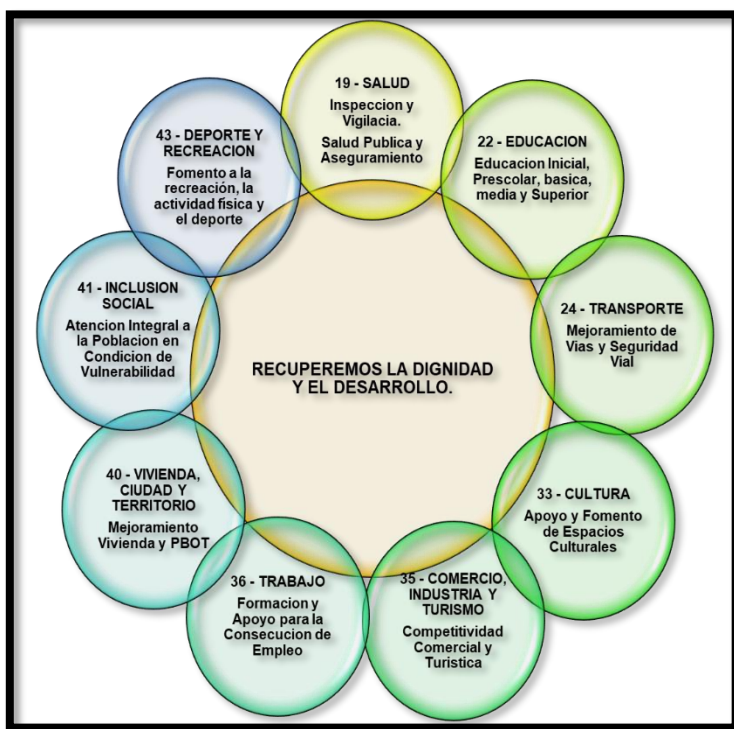 19 - SALUD
Inspeccion y
Vigilacia.
Salud Publica y
Aseguramiento
22 - EDUCACION
Educacion Inicial,
Prescolar, basica,
media y Superior
24 - TRANSPORTE
Mejoramiento de
Vias y Seguridad
Vial
33 - CULTURA
Apoyo y Fomento
de Espacios
Culturales
35 - COMERCIO,
INDUSTRIA Y
TURISMO
Competitividad
Comercial y
Turistica
36 - TRABAJO
Formacion y
Apoyo para la
Consecucion de
Empleo
40 - VIVIENDA,
CIUDAD Y
TERRITORIO
Mejoramiento
Vivienda y PBOT
41 - INCLUSION
SOCIAL
Atencion Integral a
la Poblacion en
Condicion de
Vulnerabilidad
43 - DEPORTE Y
RECREACION
Fomento a la
recreación, la
actividad física y
el deporte
RECUPEREMOS LA DIGNIDAD
Y EL DESARROLLO.